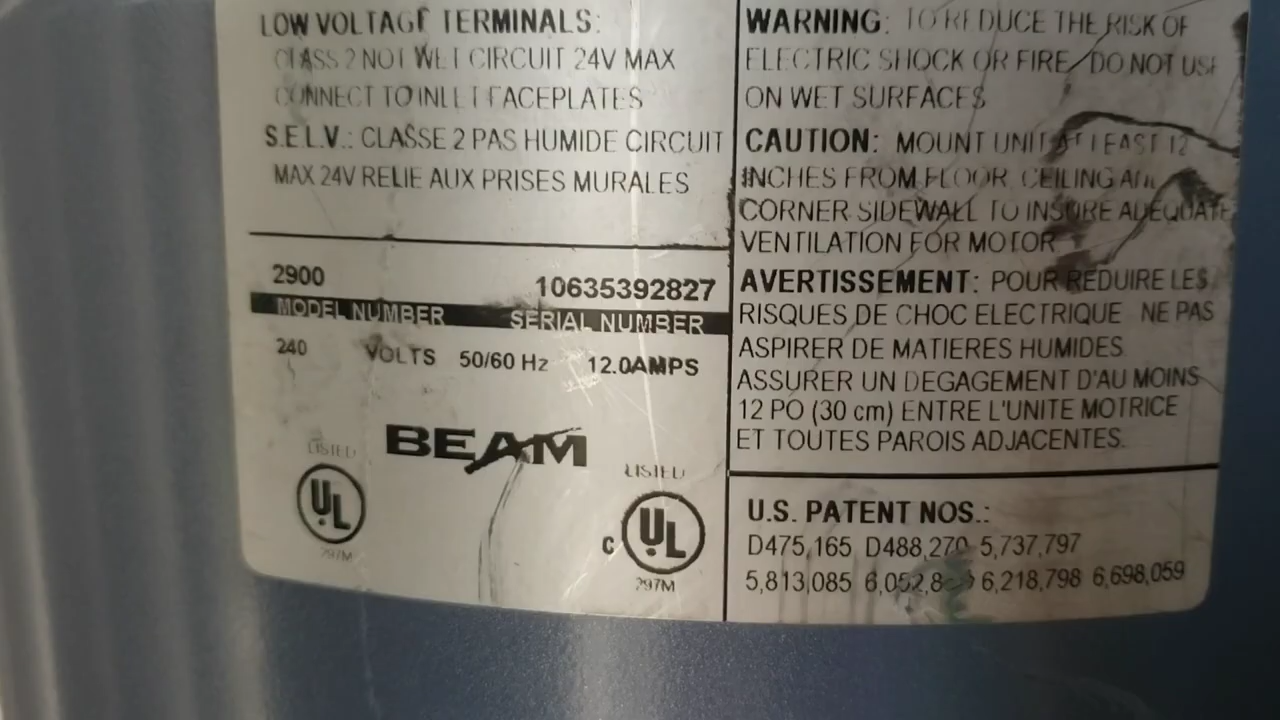 LOW VOLTAGE TERMINALS:
CLASS 2 NOT WET CIRCUIT 24V MAX
CONNECT TO INLET FACEPLATES
S.E.L.V.: CLASSE 2 PAS HUMIDE CIRCUIT
MAX 24V RELIE AUX PRISES MURALES
2900 10635392827
MODEL NUMBER SERIAL NUMBER
240 VOLTS 50/60 Hz 12.0AMPS
BEAM
LISTED
UL
297M
LISTED
C UL
297M
WARNING: TO REDUCE THE RISK OF
ELECTRIC SHOCK OR FIRE, DO NOT USE
ON WET SURFACES
CAUTION: MOUNT UNIT AT LEAST 12
INCHES FROM FLOOR, CEILING AND
CORNER SIDEWALL TO INSURE ADEQUATE
VENTILATION FOR MOTOR
AVERTISSEMENT: POUR REDUIRE LES
RISQUES DE CHOC ELECTRIQUE NE PAS
ASPIRER DE MATIERES HUMIDES
ASSURER UN DEGAGEMENT D'AU MOINS
12 PO (30 cm) ENTRE L'UNITE MOTRICE
ET TOUTES PAROIS ADJACENTES.
U.S. PATENT NOS.:
D475,165 D488,270 5,737,797
5,813,085 6,218,798 6,698,059